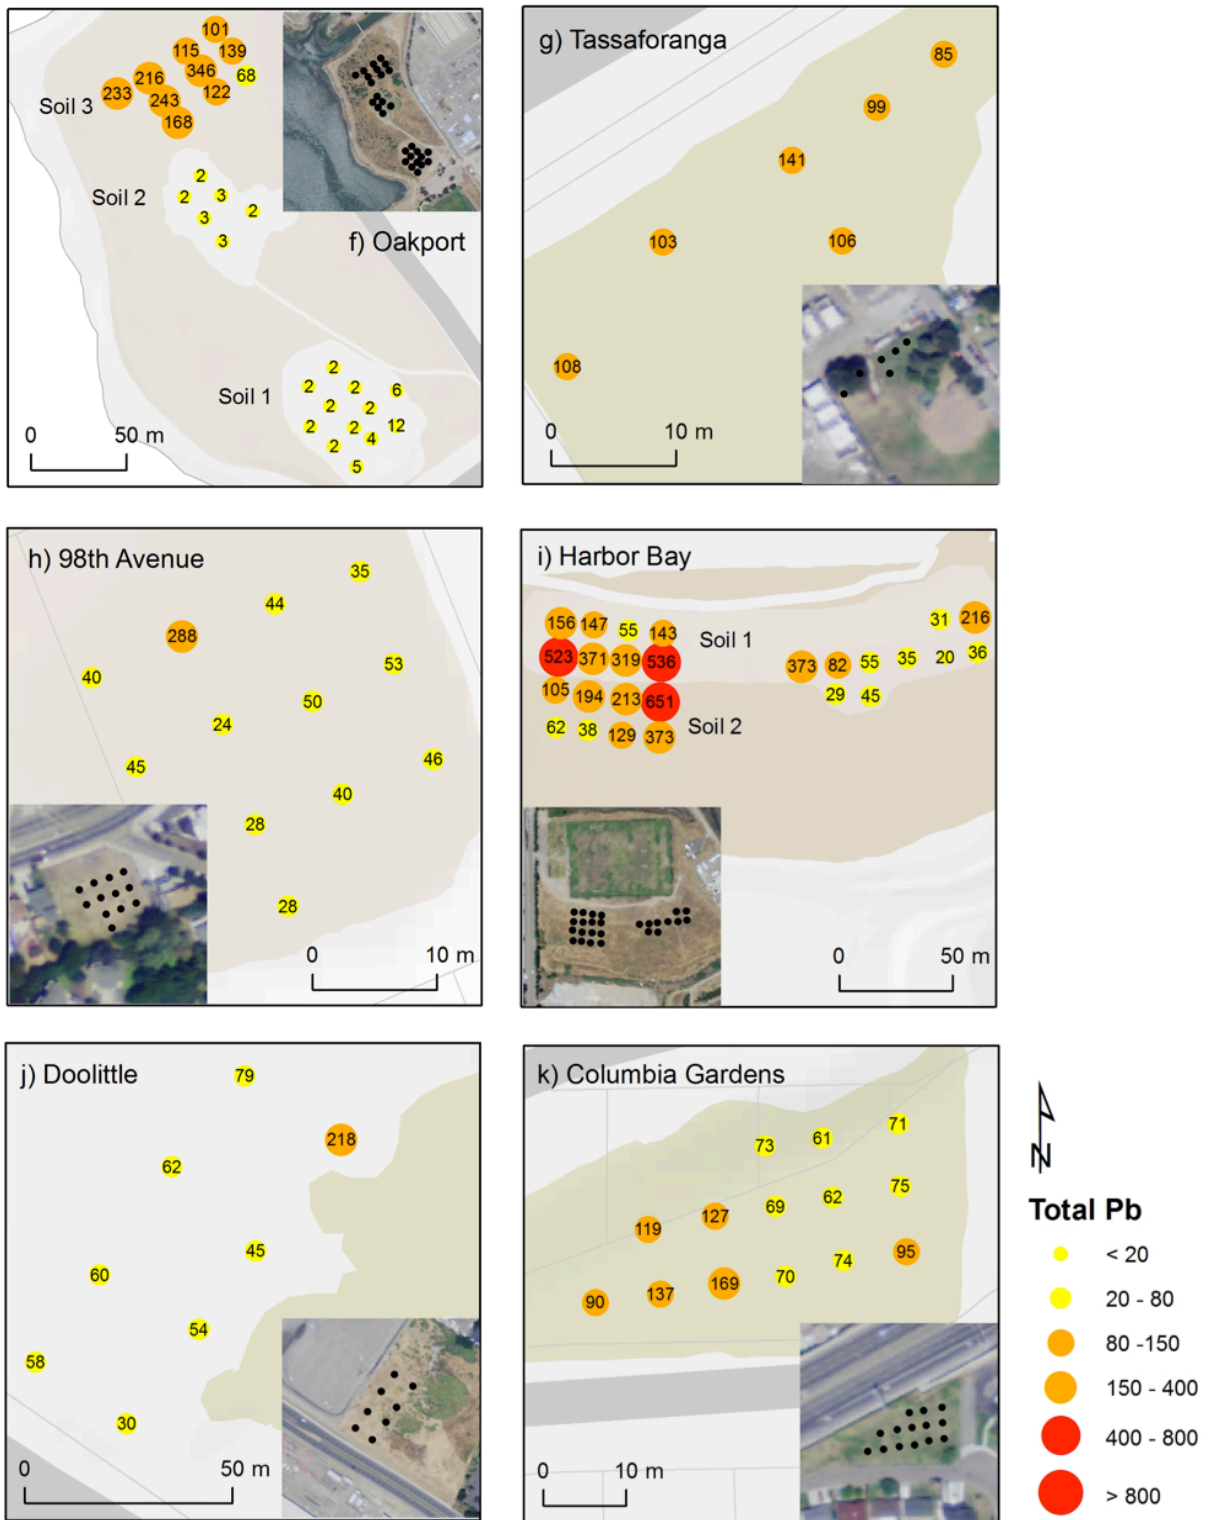 f) Oakport
101
115
139
346
68
216
122
233
243
168
Soil 3
2
2
3
2
3
3
Soil 2
2
2
2
6
2
2
12
2
2
4
2
5
Soil 1
0 50 m
g) Tassaforanga
85
99
141
103
106
108
0 10 m
h) 98th Avenue
35
44
288
53
40
50
24
46
45
40
28
28
0 10 m
i) Harbor Bay
156 147 55 143
Soil 1
523 371 319 536
105 194 213 651
Soil 2
62 38 129 373
31 216
373 82 55 35 20 36
29 45
0 50 m
j) Doolittle
79
218
62
45
60
54
58
30
0 50 m
k) Columbia Gardens
73 61 71
119 127 69 62 75
90 137 169 70 74 95
0 10 m
N
Total Pb
< 20
20 - 80
80 -150
150 - 400
400 - 800
> 800